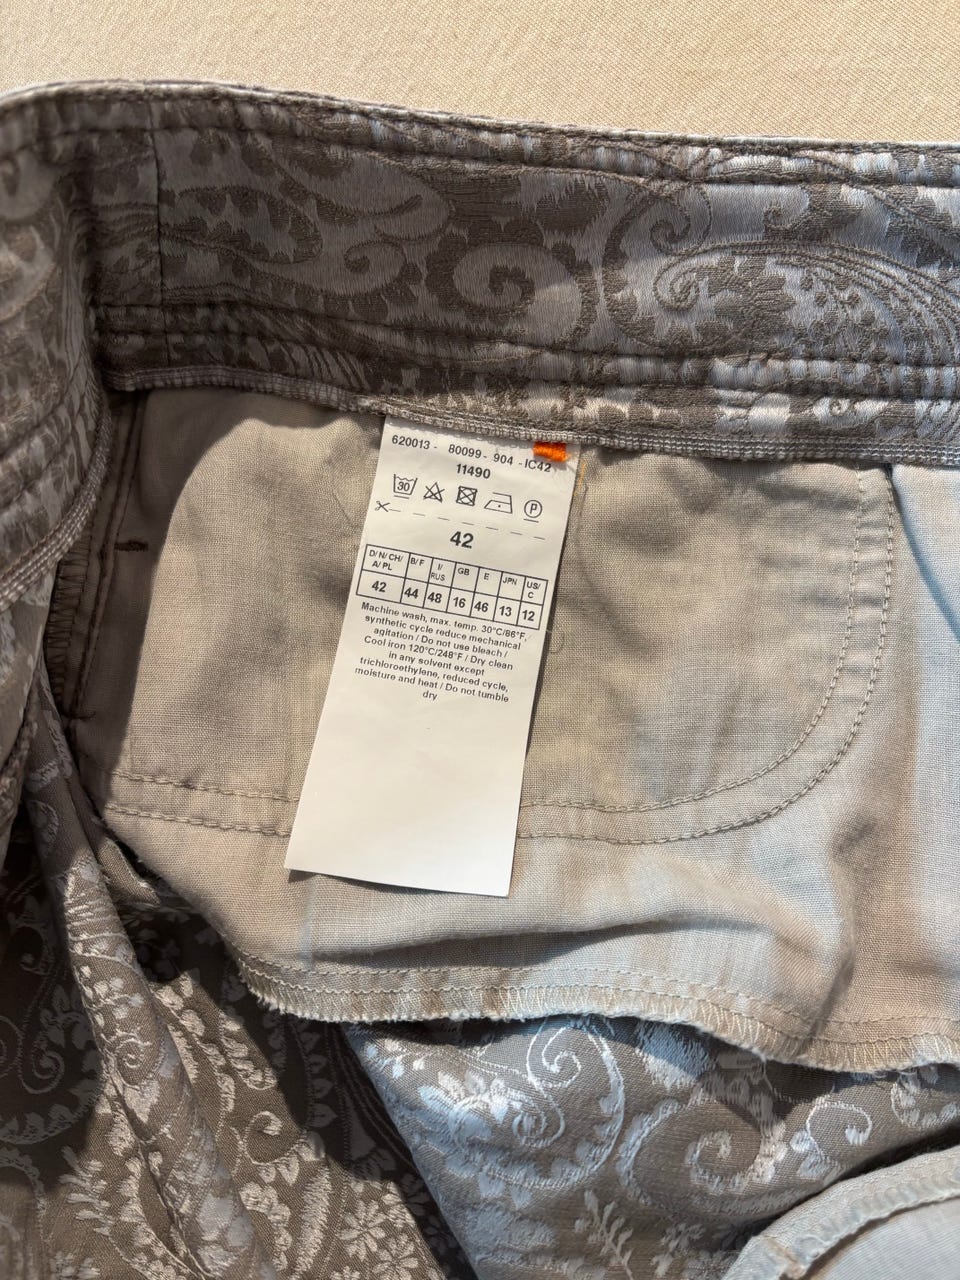 620013 - 80099 - 904 - IC42
11490
30 P
42
D/N/CH/ A/PL B/F I/ RUS GB E JPN US/ C
42 44 48 16 46 13 12
Machine wash, max. temp. 30°C/86°F,
synthetic cycle reduce mechanical
agitation / Do not use bleach /
Cool iron 120°C/248°F / Dry clean
in any solvent except
trichloroethylene, reduced cycle,
moisture and heat / Do not tumble
dry